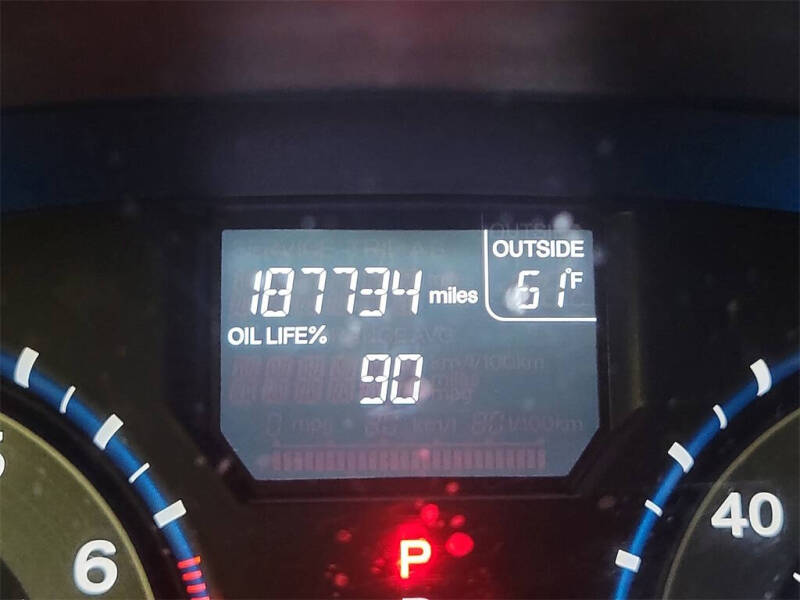 OUTSIDE
187734 miles
61°F
OIL LIFE%
90
6
40
P